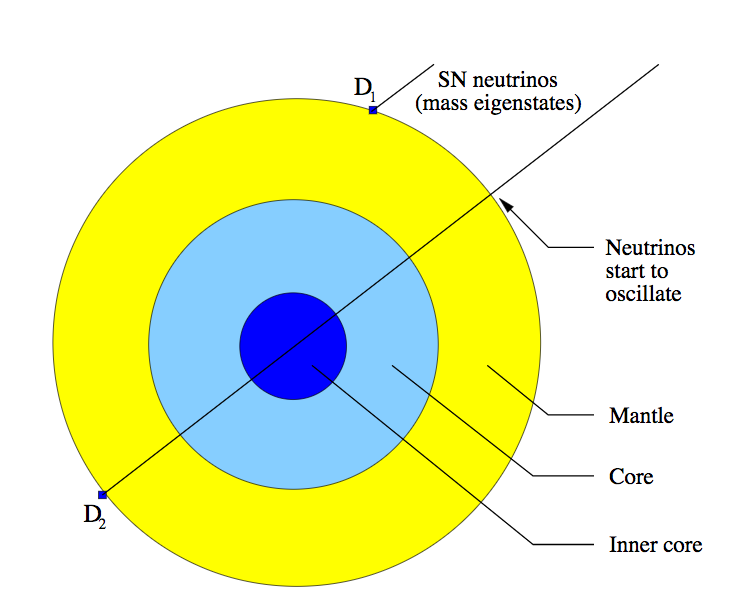 D1
SN neutrinos
(mass eigenstates)
Neutrinos
start to
oscillate
Mantle
Core
D2
Inner core